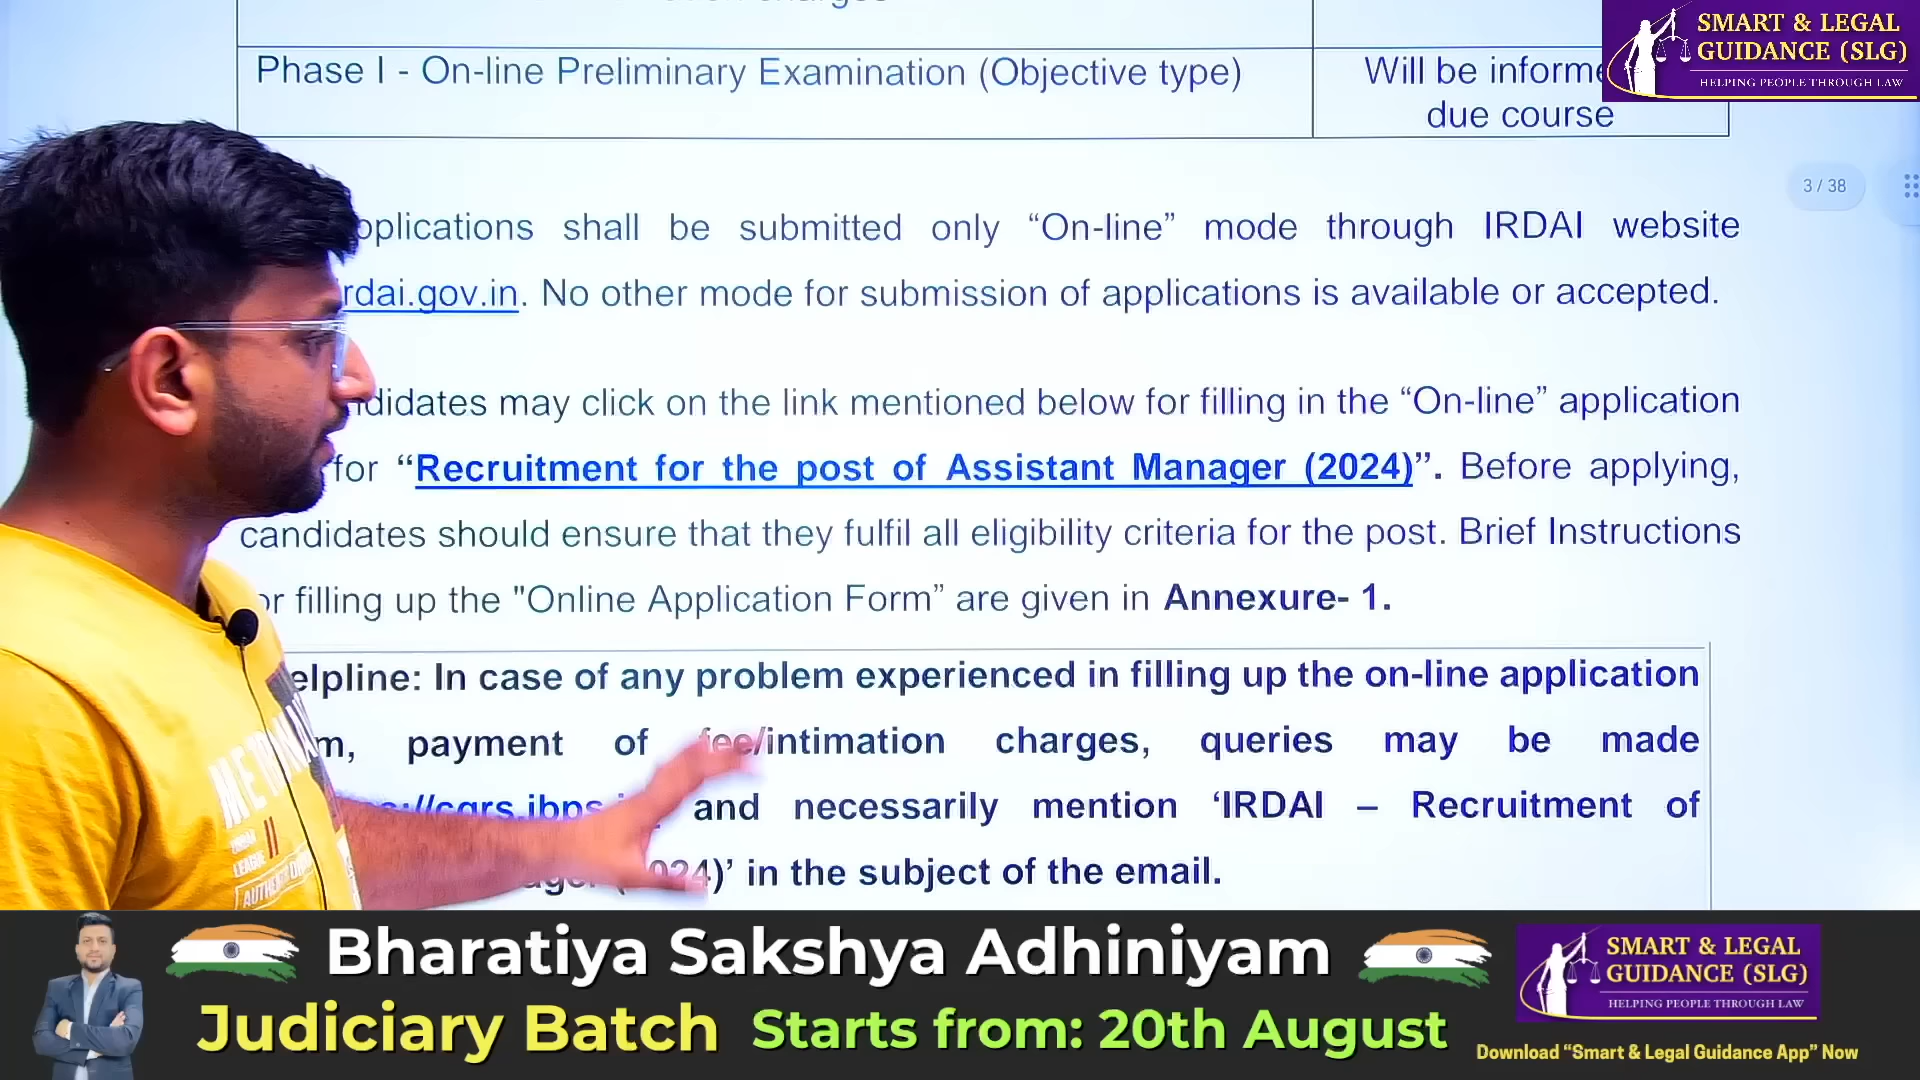 Phase I - On-line Preliminary Examination (Objective type)
Will be
due course
SMART & LEGAL
GUIDANCE (SLG)
HELPING PEOPLE THROUGH LAW
3 / 38
shall be submitted only “On-line” mode through IRDAI website
. No other mode for submission of applications is available or accepted.
may click on the link mentioned below for filling in the “On-line” application
for “Recruitment for the post of Assistant Manager (2024)”. Before applying,
candidates should ensure that they fulfil all eligibility criteria for the post. Brief Instructions
filling up the "Online Application Form” are given in Annexure- 1.
In case of any problem experienced in filling up the on-line application
payment of fee/intimation charges, queries may be made
and necessarily mention ‘IRDAI – Recruitment of
in the subject of the email.
Bharatiya Sakshya Adhiniyam
Judiciary Batch Starts from: 20th August
SMART & LEGAL
GUIDANCE (SLG)
HELPING PEOPLE THROUGH LAW
Download “Smart & Legal Guidance App” Now